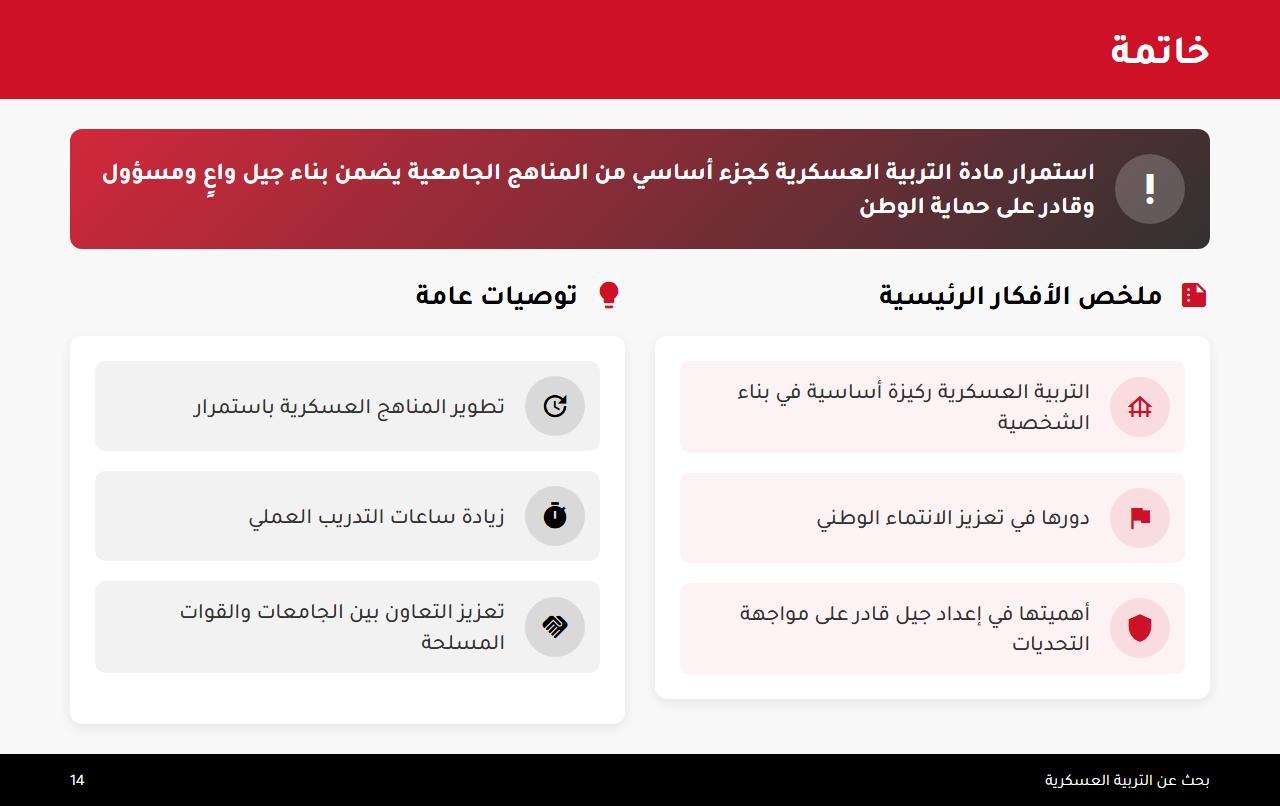 خاتمة
استمرار مادة التربية العسكرية كجزء أساسي من المناهج الجامعية يضمن بناء جيل واعٍ ومسؤول
وقادر على حماية الوطن
ملخص الأفكار الرئيسية
التربية العسكرية ركيزة أساسية في بناء
الشخصية
دورها في تعزيز الانتماء الوطني
أهميتها في إعداد جيل قادر على مواجهة
التحديات
توصيات عامة
تطوير المناهج العسكرية باستمرار
زيادة ساعات التدريب العملي
تعزيز التعاون بين الجامعات والقوات
المسلحة
بحث عن التربية العسكرية
14